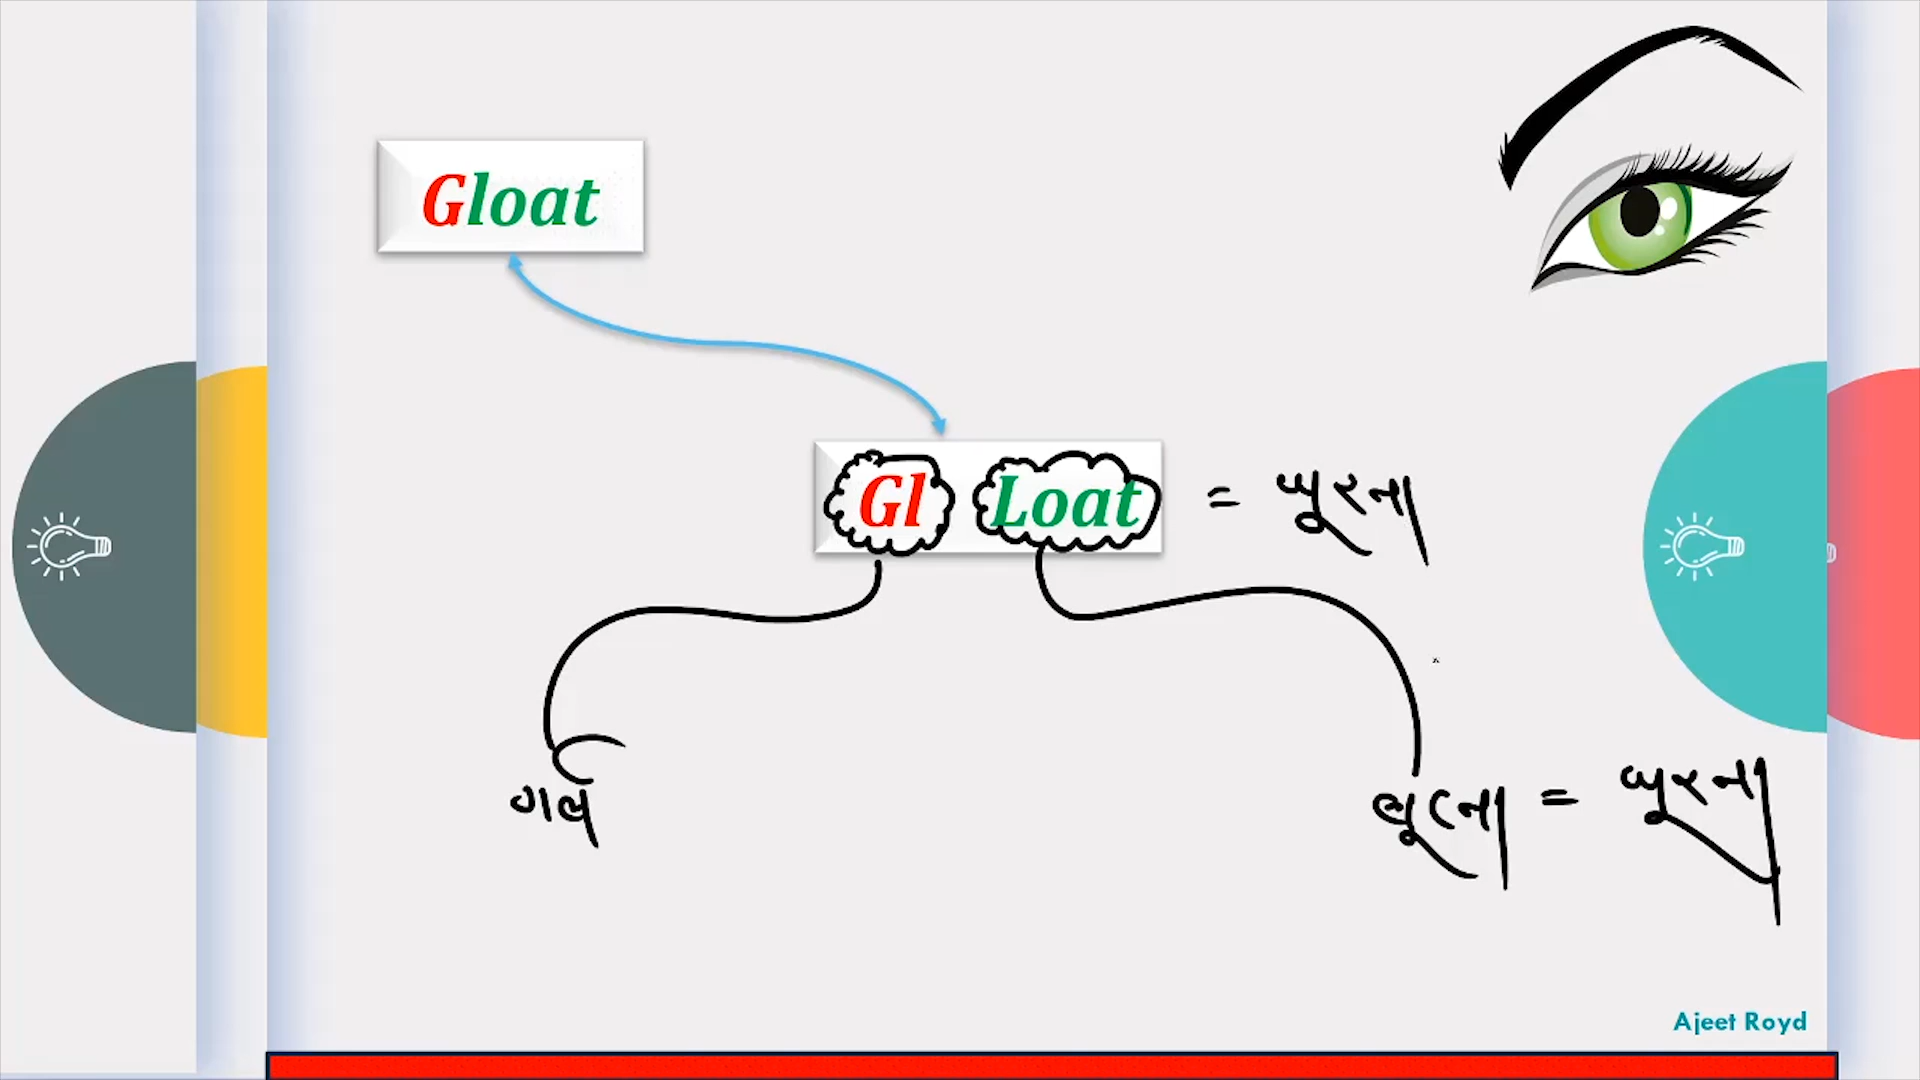 Gloat
Gl Loat = घूरना
गर्ल
घूरना = घूरना
Ajeet Royd